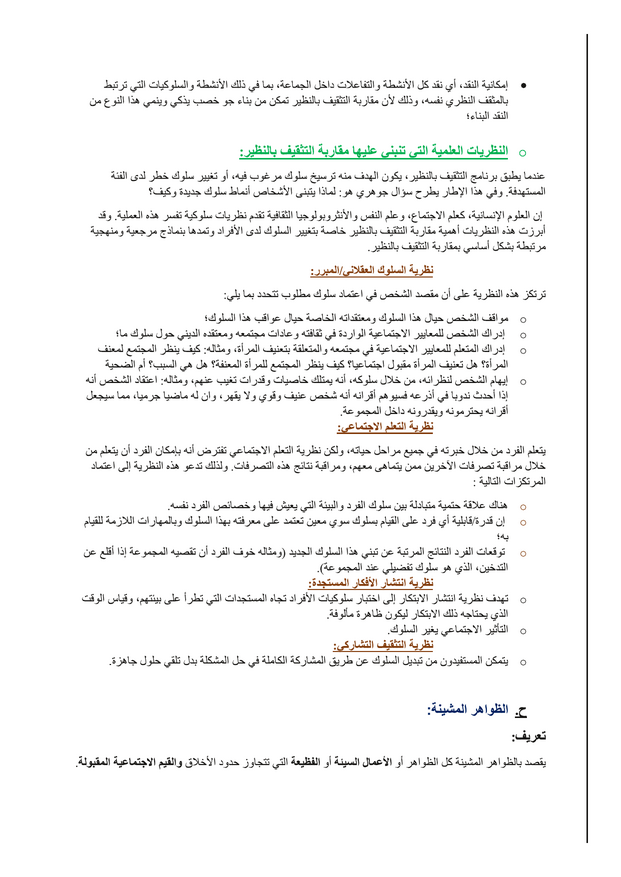 ● إمكانية النقد، أي نقد كل الأنشطة والتفاعلات داخل الجماعة، بما في ذلك الأنشطة والسلوكيات التي ترتبط
بالمثقف النظري نفسه، وذلك لأن مقاربة التثقيف بالنظير تمكن من بناء جو خصب يذكي وينمي هذا النوع من
النقد البناء؛
o النظريات العلمية التي تنبني عليها مقاربة التثقيف بالنظير:
عندما يطبق برنامج التثقيف بالنظير، يكون الهدف منه ترسيخ سلوك مرغوب فيه، أو تغيير سلوك خطر لدى الفئة
المستهدفة. وفي هذا الإطار يطرح سؤال جوهري هو: لماذا يتبنى الأشخاص أنماط سلوك جديدة وكيف؟
إن العلوم الإنسانية، كعلم الاجتماع، وعلم النفس والأنثروبولوجيا الثقافية تقدم نظريات سلوكية تفسر هذه العملية. وقد
أبرزت هذه النظريات أهمية مقاربة التثقيف بالنظير خاصة بتغيير السلوك لدى الأفراد وتمدها بنماذج مرجعية ومنهجية
مرتبطة بشكل أساسي بمقاربة التثقيف بالنظير.
نظرية السلوك العقلاني/المبرر:
ترتكز هذه النظرية على أن مقصد الشخص في اعتماد سلوك مطلوب تتحدد بما يلي:
o مواقف الشخص حيال هذا السلوك ومعتقداته الخاصة حيال عواقب هذا السلوك؛
o إدراك الشخص للمعايير الاجتماعية الواردة في ثقافته وعادات مجتمعه ومعتقده الديني حول سلوك ما؛
o إدراك المتعلم للمعايير الاجتماعية في مجتمعه والمتعلقة بتعنيف المرأة، ومثاله: كيف ينظر المجتمع لمعنف
المرأة؟ هل تعنيف المرأة مقبول اجتماعيا؟ كيف ينظر المجتمع للمرأة المعنفة؟ هل هي السبب؟ أم الضحية
o إيهام الشخص لنظرائه، من خلال سلوكه، أنه يمتلك خاصيات وقدرات تغيب عنهم، ومثاله: اعتقاد الشخص أنه
إذا أحدث ندوبا في أذرعه فسيوهم أقرانه أنه شخص عنيف وقوي ولا يقهر، وان له ماضيا جرميا، مما سيجعل
أقرانه يحترمونه ويقدرونه داخل المجموعة.
نظرية التعلم الاجتماعي:
يتعلم الفرد من خلال خبرته في جميع مراحل حياته، ولكن نظرية التعلم الاجتماعي تفترض أنه بإمكان الفرد أن يتعلم من
خلال مراقبة تصرفات الآخرين ممن يتماهى معهم، ومراقبة نتائج هذه التصرفات. ولذلك تدعو هذه النظرية إلى اعتماد
المرتكزات التالية :
o هناك علاقة حتمية متبادلة بين سلوك الفرد والبيئة التي يعيش فيها وخصائص الفرد نفسه.
o إن قدرة/قابلية أي فرد على القيام بسلوك سوي معين تعتمد على معرفته بهذا السلوك وبالمهارات اللازمة للقيام
به؛
o توقعات الفرد النتائج المرتبة عن تبني هذا السلوك الجديد (ومثاله خوف الفرد أن تقصيه المجموعة إذا أقلع عن
التدخين، الذي هو سلوك تفضيلي عند المجموعة).
نظرية انتشار الأفكار المستجدة:
o تهدف نظرية انتشار الابتكار إلى اختبار سلوكيات الأفراد تجاه المستجدات التي تطرأ على بيئتهم، وقياس الوقت
الذي يحتاجه ذلك الابتكار ليكون ظاهرة مألوفة.
o التأثير الاجتماعي يغير السلوك.
نظرية التثقيف التشاركي:
o يتمكن المستفيدون من تبديل السلوك عن طريق المشاركة الكاملة في حل المشكلة بدل تلقي حلول جاهزة.
ح. الظواهر المشينة:
تعريف:
يقصد بالظواهر المشينة كل الظواهر أو الأعمال السيئة أو الفظيعة التي تتجاوز حدود الأخلاق والقيم الاجتماعية المقبولة.